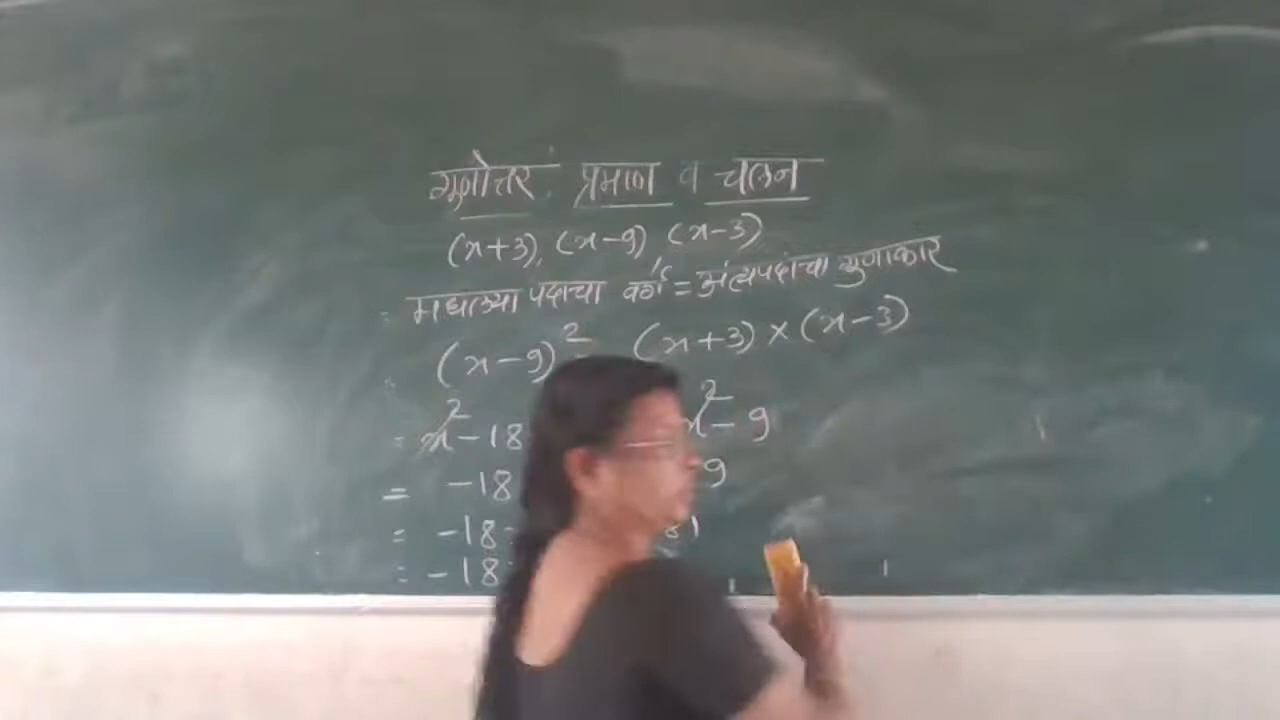 गुणोत्तर प्रमाण व चलन
(x+3), (x-9) (x-3)
मधल्या पदाचा वर्ग = अंत्यपदांचा गुणाकार
(x-9)² (x+3) × (x-3)
= x² - 18 x² - 9
= -18 9
= -18 81
= -18